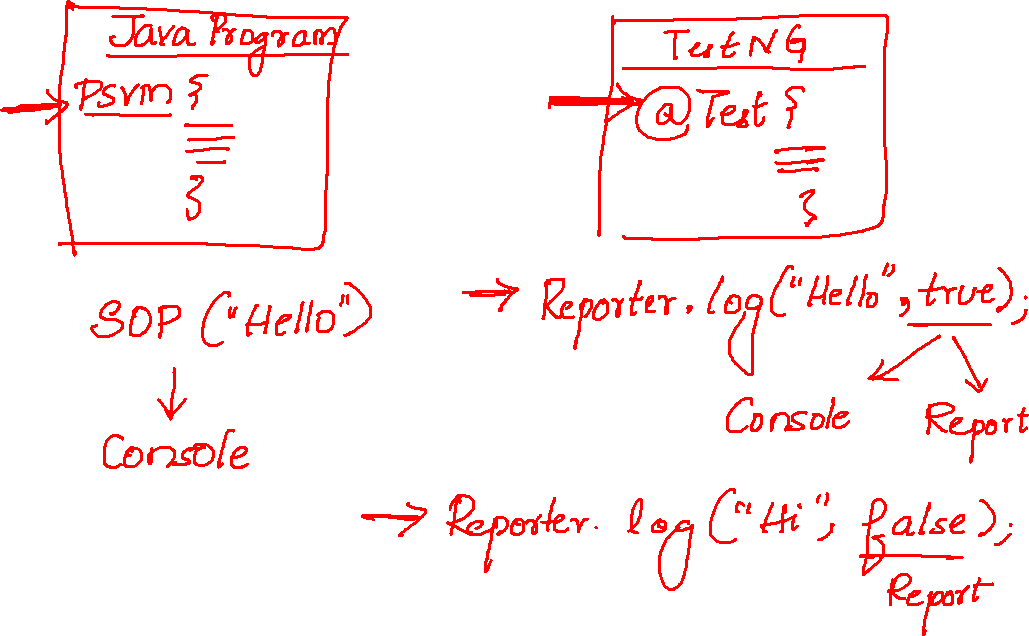 Java Program
Psvm {
}
SOP ("Hello")
Console
TestNG
@ Test {
}
Reporter.log("Hello", true);
Console Report
Reporter. log ("Hi", false);
Report